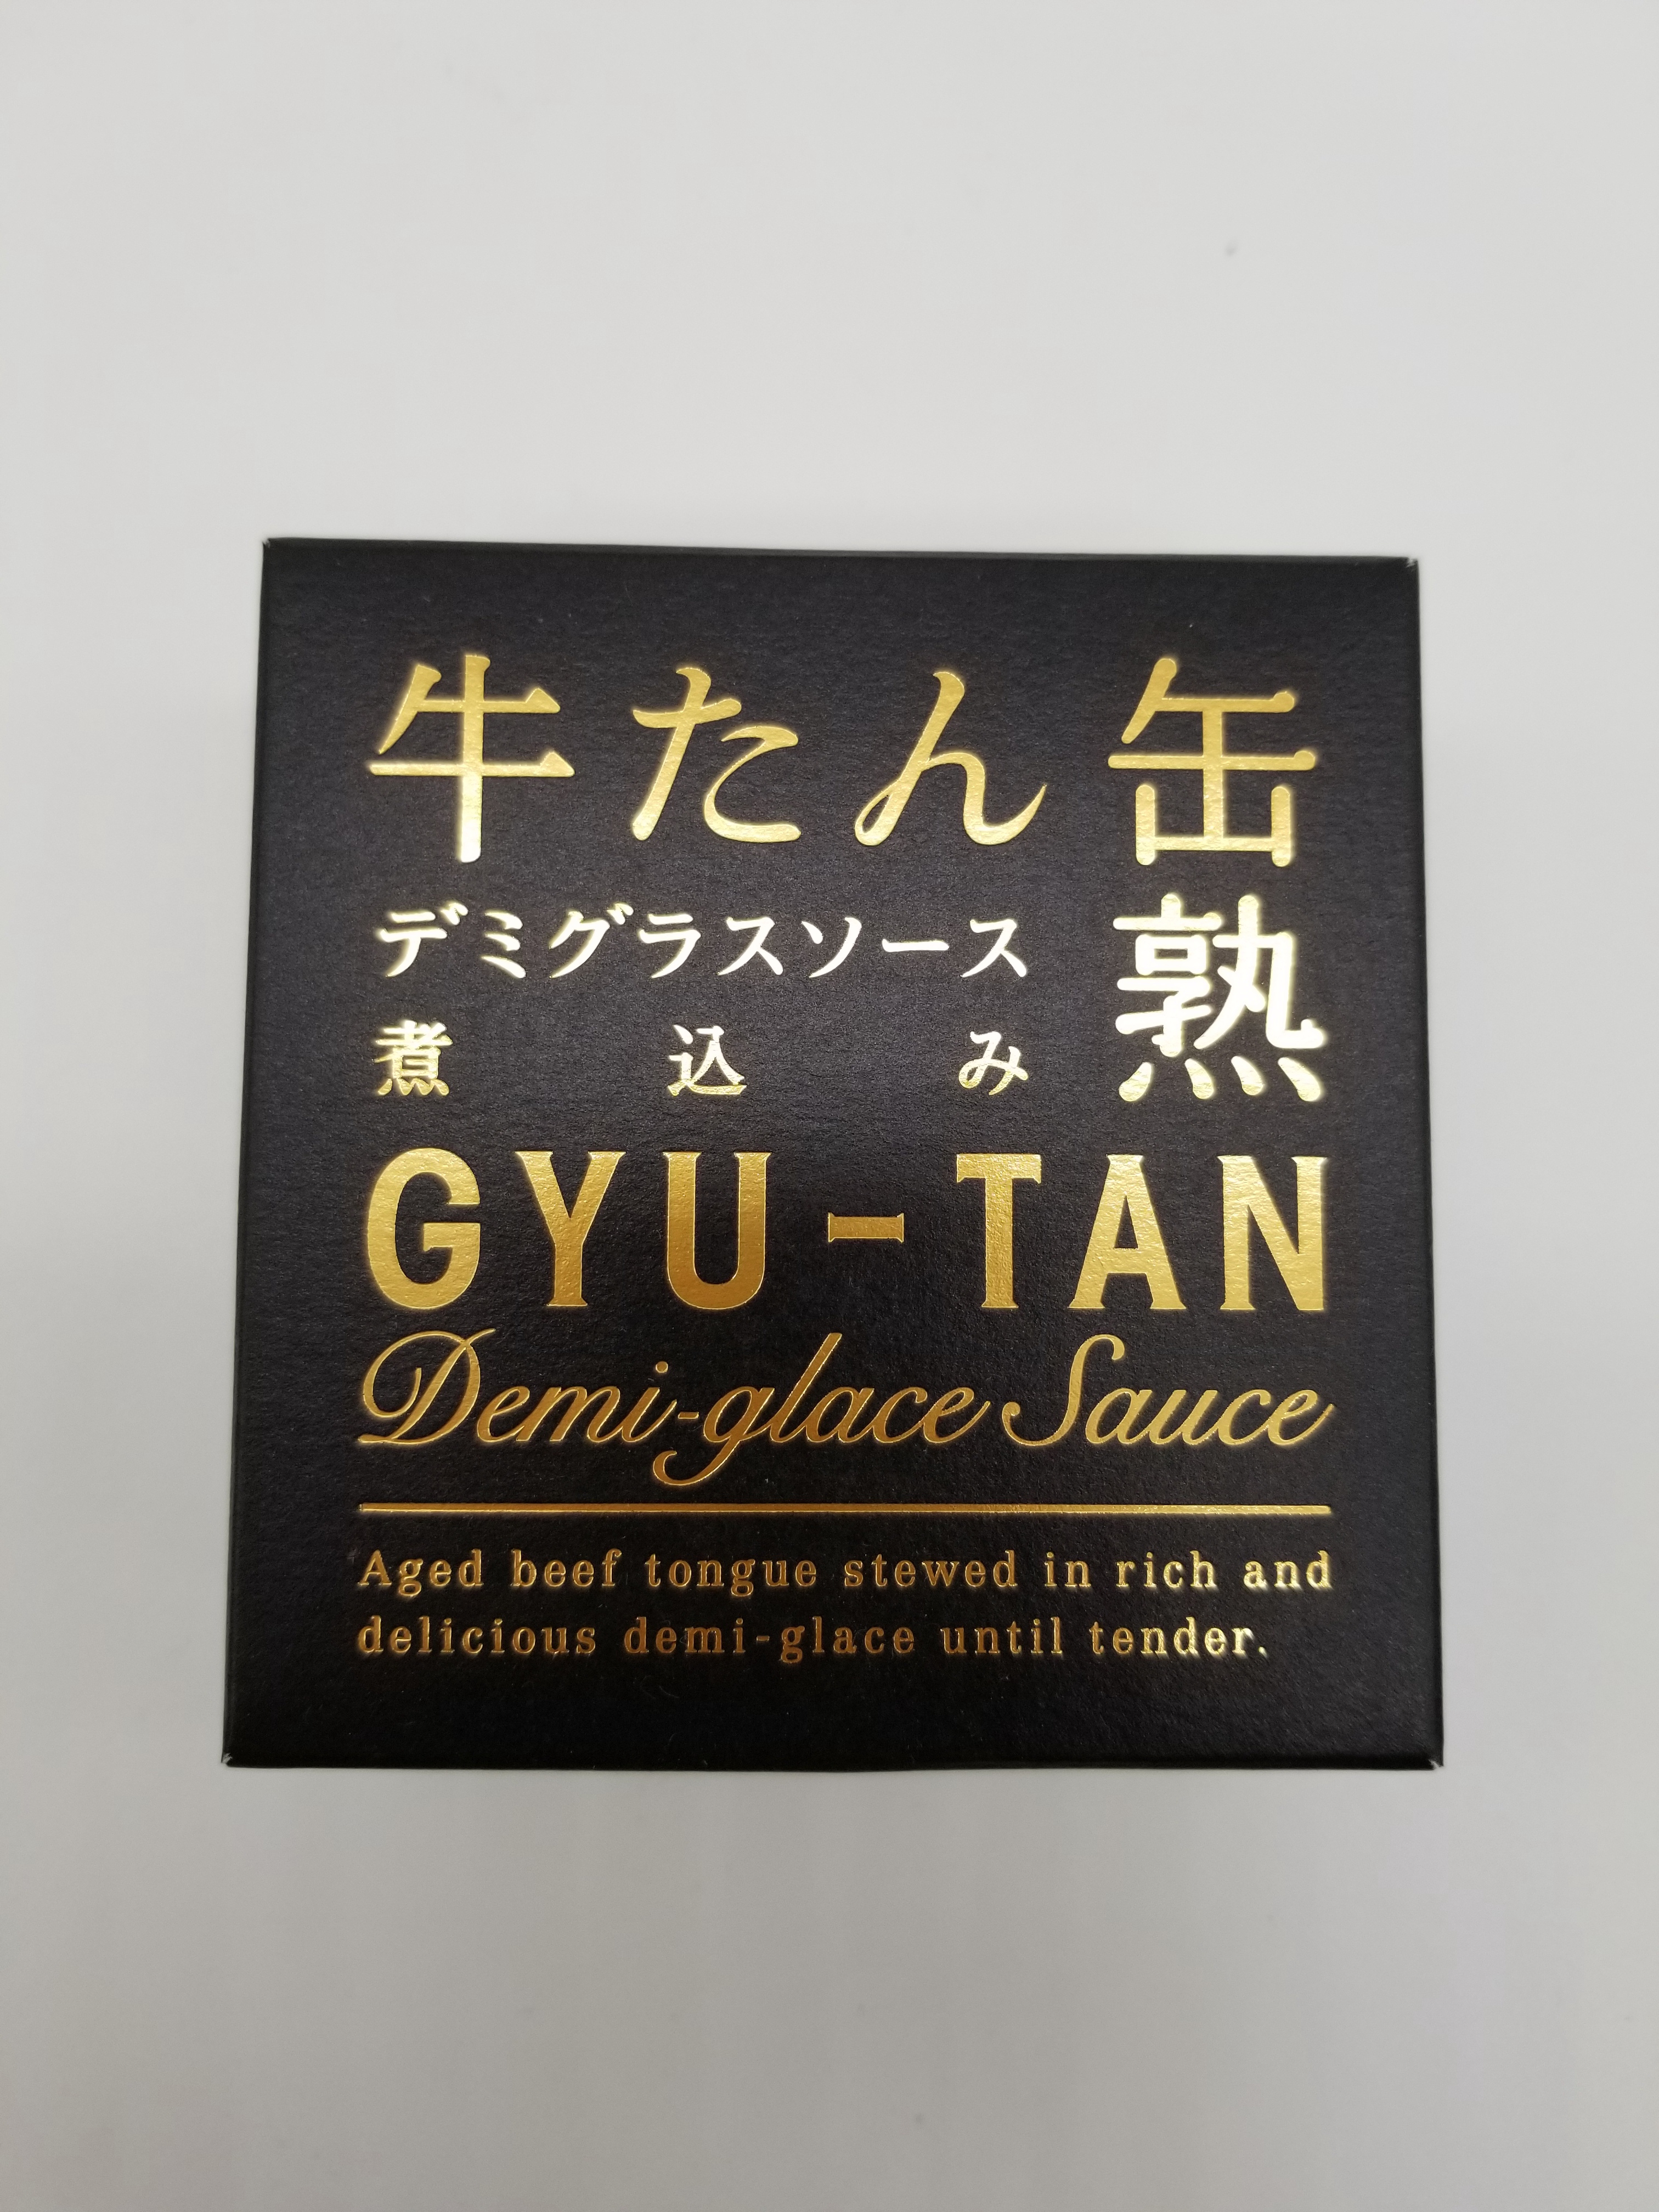 牛たん缶熟
デミグラスソース
煮込み
GYU-TAN
Demi-glace Sauce
Aged beef tongue stewed in rich and
delicious demi-glace until tender.